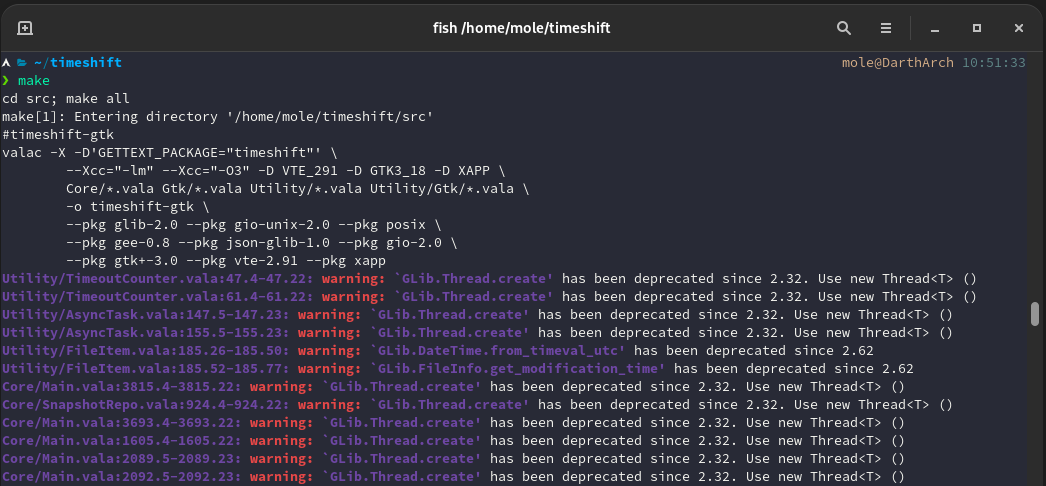 fish /home/mole/timeshift
~/timeshift mole@DarthArch 10:51:33
❯ make
cd src; make all
make[1]: Entering directory '/home/mole/timeshift/src'
#timeshift-gtk
valac -X -D'GETTEXT_PACKAGE="timeshift"' \
--Xcc="-lm" --Xcc="-O3" -D VTE_291 -D GTK3_18 -D XAPP \
Core/*.vala Gtk/*.vala Utility/*.vala Utility/Gtk/*.vala \
-o timeshift-gtk \
--pkg glib-2.0 --pkg gio-unix-2.0 --pkg posix \
--pkg gee-0.8 --pkg json-glib-1.0 --pkg gio-2.0 \
--pkg gtk+-3.0 --pkg vte-2.91 --pkg xapp
Utility/TimeoutCounter.vala:47.4-47.22: warning: `GLib.Thread.create' has been deprecated since 2.32. Use new Thread<T> ()
Utility/TimeoutCounter.vala:61.4-61.22: warning: `GLib.Thread.create' has been deprecated since 2.32. Use new Thread<T> ()
Utility/AsyncTask.vala:147.5-147.23: warning: `GLib.Thread.create' has been deprecated since 2.32. Use new Thread<T> ()
Utility/AsyncTask.vala:155.5-155.23: warning: `GLib.Thread.create' has been deprecated since 2.32. Use new Thread<T> ()
Utility/FileItem.vala:185.26-185.50: warning: `GLib.DateTime.from_timeval_utc' has been deprecated since 2.62
Utility/FileItem.vala:185.52-185.77: warning: `GLib.FileInfo.get_modification_time' has been deprecated since 2.62
Core/Main.vala:3815.4-3815.22: warning: `GLib.Thread.create' has been deprecated since 2.32. Use new Thread<T> ()
Core/SnapshotRepo.vala:924.4-924.22: warning: `GLib.Thread.create' has been deprecated since 2.32. Use new Thread<T> ()
Core/Main.vala:3693.4-3693.22: warning: `GLib.Thread.create' has been deprecated since 2.32. Use new Thread<T> ()
Core/Main.vala:1605.4-1605.22: warning: `GLib.Thread.create' has been deprecated since 2.32. Use new Thread<T> ()
Core/Main.vala:2089.5-2089.23: warning: `GLib.Thread.create' has been deprecated since 2.32. Use new Thread<T> ()
Core/Main.vala:2092.5-2092.23: warning: `GLib.Thread.create' has been deprecated since 2.32. Use new Thread<T> ()